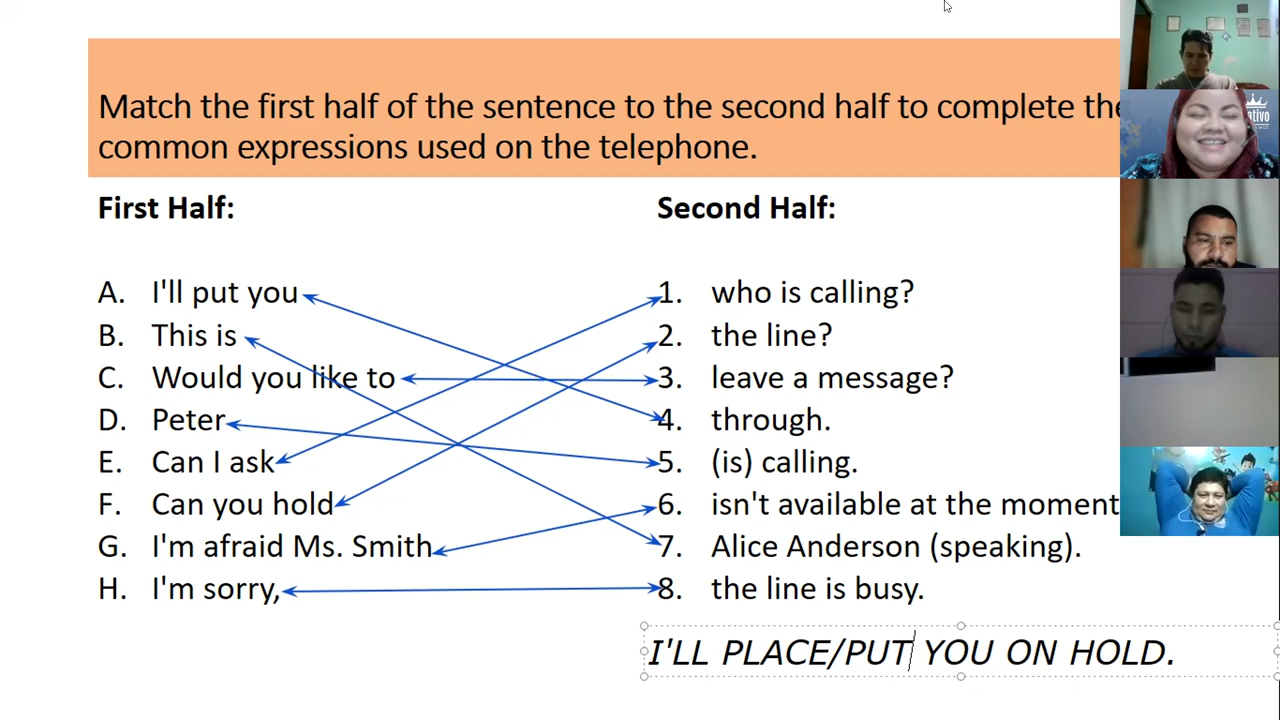 Match the first half of the sentence to the second half to complete the
common expressions used on the telephone.
First Half:
Second Half:
A. I'll put you
1. who is calling?
B. This is
2. the line?
C. Would you like to
3. leave a message?
D. Peter
4. through.
E. Can I ask
5. (is) calling.
F. Can you hold
6. isn't available at the moment
G. I'm afraid Ms. Smith
7. Alice Anderson (speaking).
H. I'm sorry,
8. the line is busy.
I'LL PLACE/PUT YOU ON HOLD.